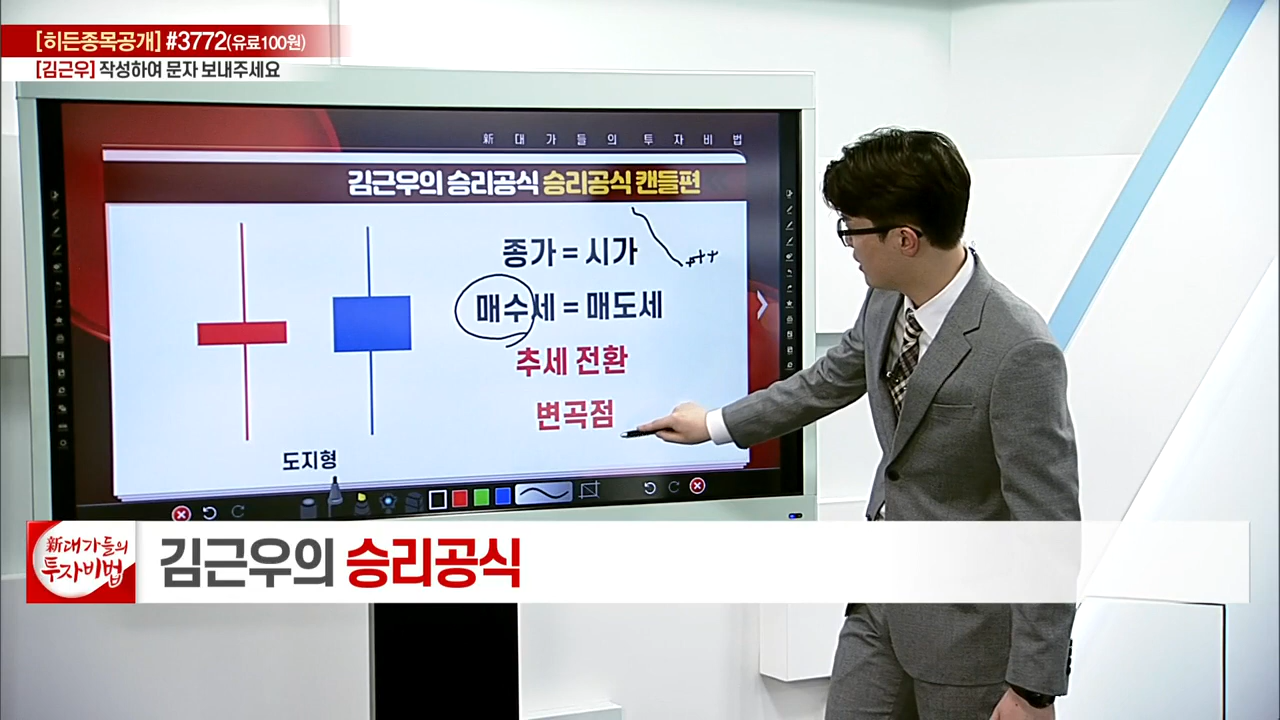 [히든종목공개] #3772(유료100원)
[김근우] 작성하여 문자 보내주세요
新 대 가 들 의 투 자 비 법
김근우의 승리공식 승리공식 캔들편
종가 = 시가
매수세 = 매도세
추세 전환
변곡점
도지형
新대가들의
투자비법
김근우의 승리공식